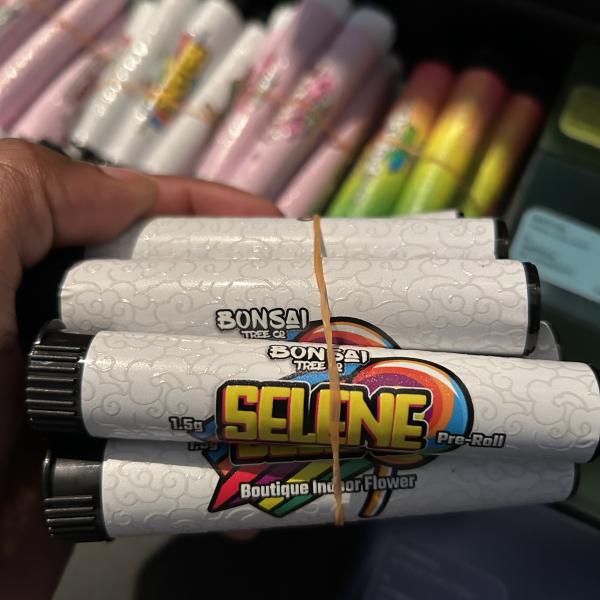 BONSAI
TREE CO
BONSAI
TREE CO
1.5g
SELENE
Pre-Roll
Boutique Indoor Flower